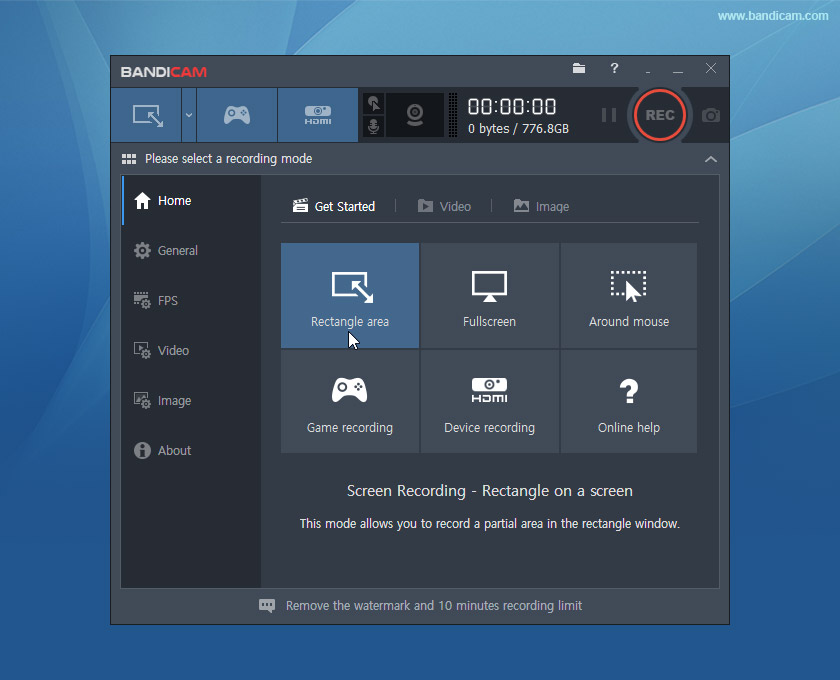 www.bandicam.com
BANDICAM
?
HDMI
00:00:00
0 bytes / 776.8GB
REC
Please select a recording mode
Home
General
FPS
Video
Image
About
Get Started
Video
Image
Rectangle area
Fullscreen
Around mouse
HDMI
?
Game recording
Device recording
Online help
Screen Recording - Rectangle on a screen
This mode allows you to record a partial area in the rectangle window.
Remove the watermark and 10 minutes recording limit